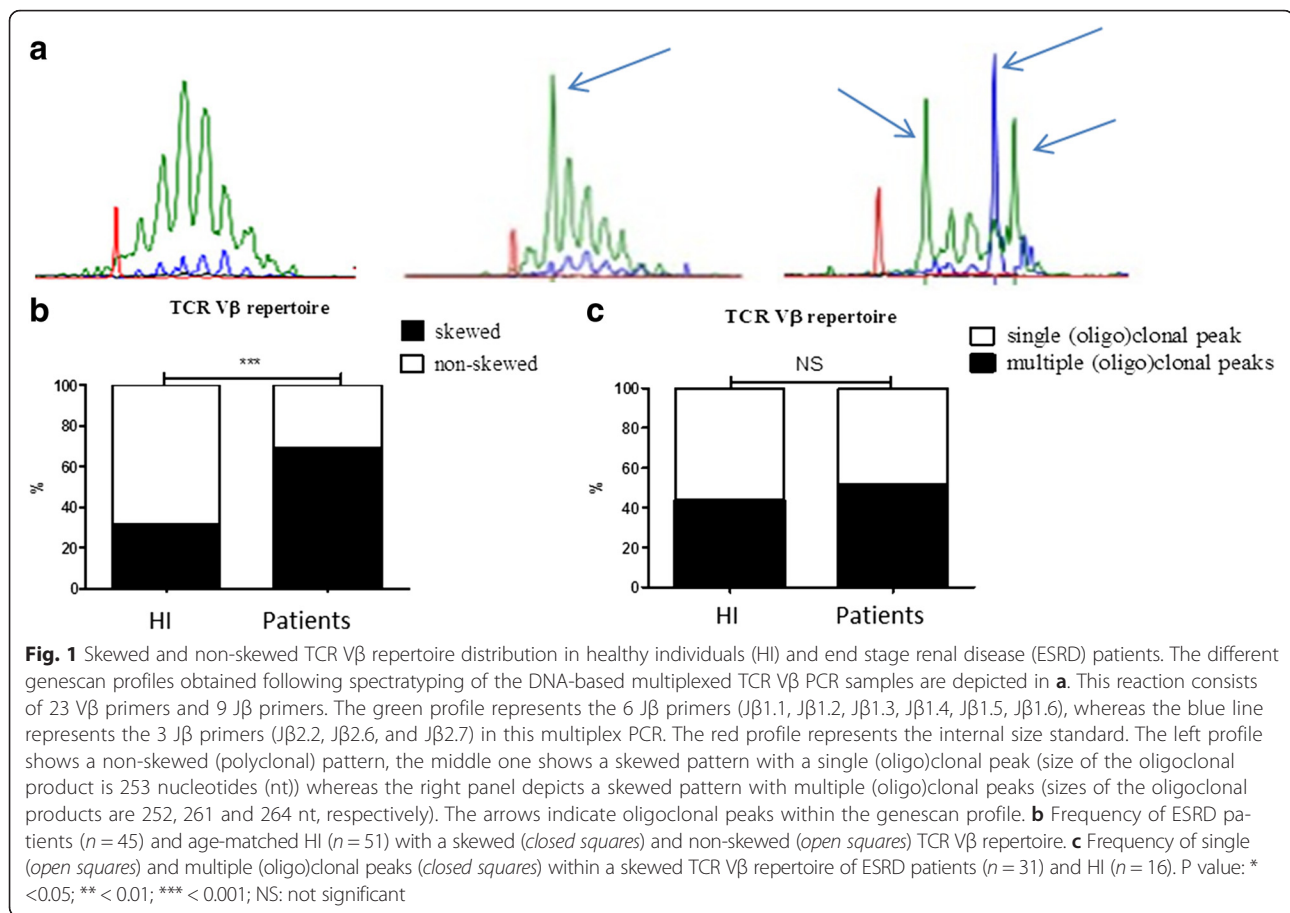 a
b
TCR Vβ repertoire
skewed
non-skewed
***
100
80
60
40
20
0
%
HI
Patients
c
TCR Vβ repertoire
single (oligo)clonal peak
multiple (oligo)clonal peaks
NS
100
80
60
40
20
0
%
HI
Patients
Fig. 1 Skewed and non-skewed TCR Vβ repertoire distribution in healthy individuals (HI) and end stage renal disease (ESRD) patients. The different
genescan profiles obtained following spectratyping of the DNA-based multiplexed TCR Vβ PCR samples are depicted in a. This reaction consists
of 23 Vβ primers and 9 Jβ primers. The green profile represents the 6 Jβ primers (Jβ1.1, Jβ1.2, Jβ1.3, Jβ1.4, Jβ1.5, Jβ1.6), whereas the blue line
represents the 3 Jβ primers (Jβ2.2, Jβ2.6, and Jβ2.7) in this multiplex PCR. The red profile represents the internal size standard. The left profile
shows a non-skewed (polyclonal) pattern, the middle one shows a skewed pattern with a single (oligo)clonal peak (size of the oligoclonal
product is 253 nucleotides (nt)) whereas the right panel depicts a skewed pattern with multiple (oligo)clonal peaks (sizes of the oligoclonal
products are 252, 261 and 264 nt, respectively). The arrows indicate oligoclonal peaks within the genescan profile. b Frequency of ESRD pa-
tients (n = 45) and age-matched HI (n = 51) with a skewed (closed squares) and non-skewed (open squares) TCR Vβ repertoire. c Frequency of single
(open squares) and multiple (oligo)clonal peaks (closed squares) within a skewed TCR Vβ repertoire of ESRD patients (n = 31) and HI (n = 16). P value: *
<0.05; ** < 0.01; *** < 0.001; NS: not significant